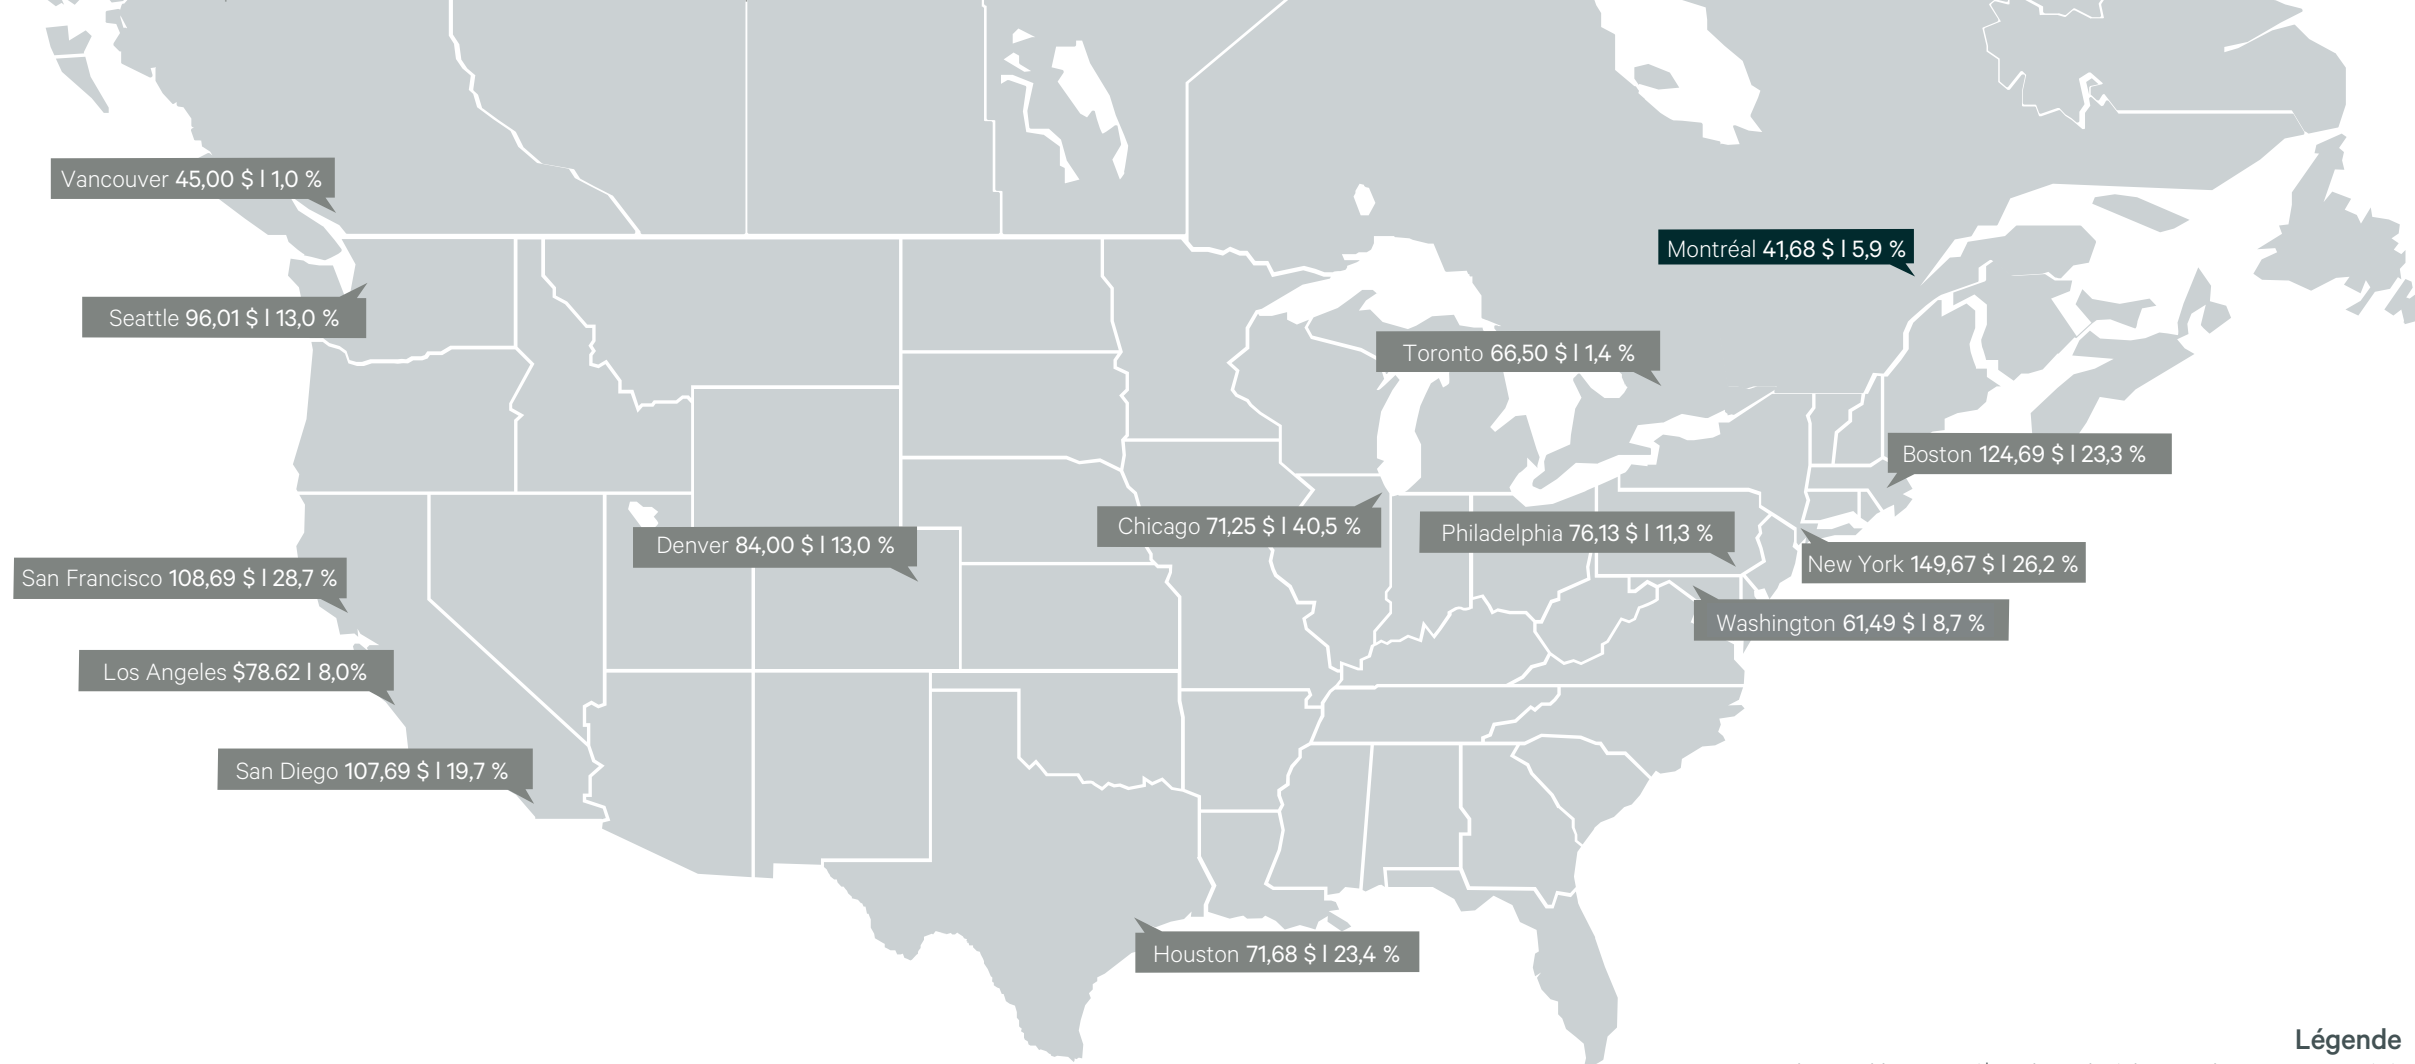 Vancouver 45,00 $ | 1,0 %
Montréal 41,68 $ | 5,9 %
Seattle 96,01 $ | 13,0 %
Toronto 66,50 $ | 1,4 %
Boston 124,69 $ | 23,3 %
Chicago 71,25 $ | 40,5 %
Philadelphia 76,13 $ | 11,3 %
Denver 84,00 $ | 13,0 %
New York 149,67 $ | 26,2 %
San Francisco 108,69 $ | 28,7 %
Washington 61,49 $ | 8,7 %
Los Angeles $78.62 | 8,0%
San Diego 107,69 $ | 19,7 %
Houston 71,68 $ | 23,4 %
Légende